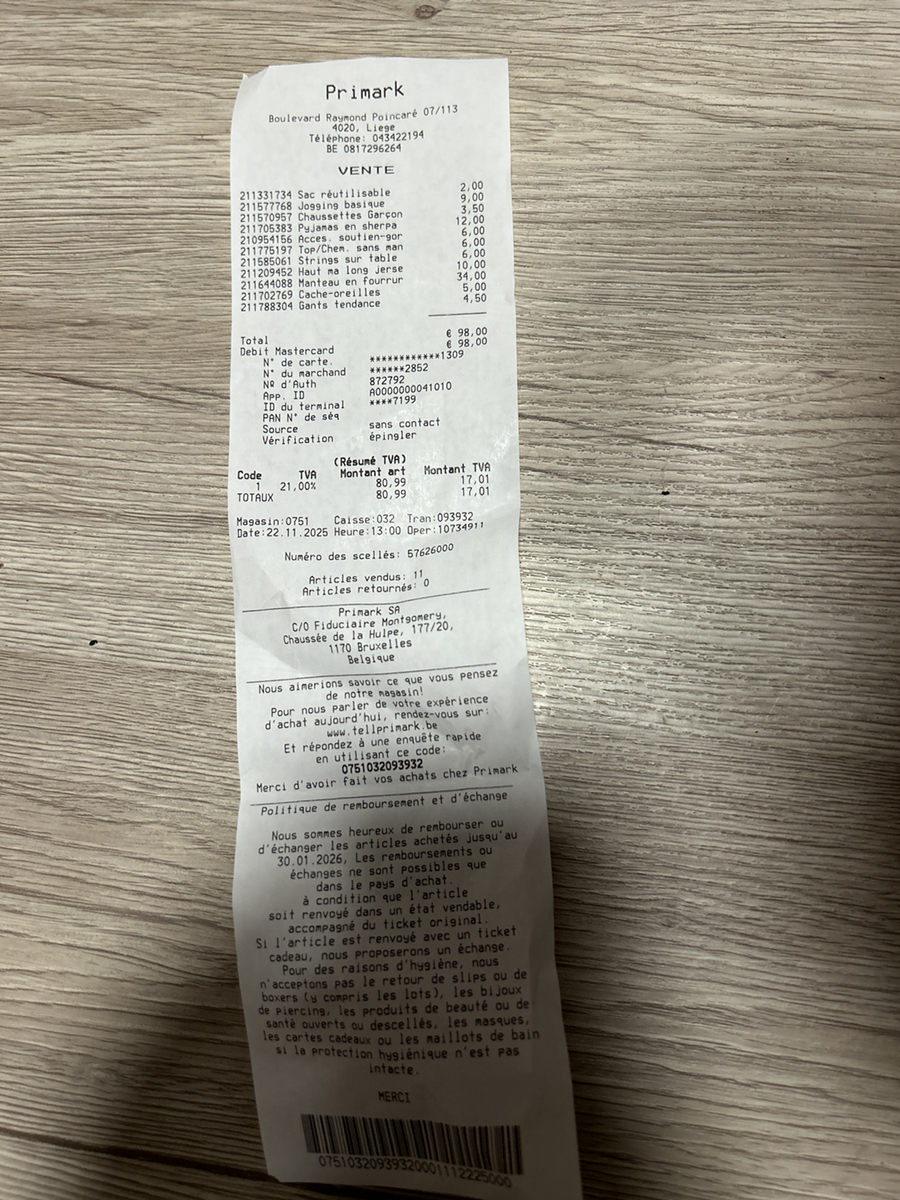 Primark
Boulevard Raymond Poincaré 07/113
4020, Liege
Téléphone: 043422194
BE 0817296264
VENTE
211331734 Sac réutilisable 2,00
211577768 Jogging basique 9,00
211570957 Chaussettes Garçon 3,50
211705383 Pyjamas en sherpa 12,00
210954156 Acces. soutien-gor 6,00
211775197 Top/Chem. sans man 6,00
211585061 Strings sur table 6,00
211209452 Haut ma long jerse 10,00
211644088 Manteau en fourrur 34,00
211702769 Cache-oreilles 5,00
211788304 Gants tendance 4,50
Total € 98,00
Debit Mastercard € 98,00
N° de carte. ************1309
N° du marchand ******2852
Nº d'Auth 872792
App. ID A0000000041010
ID du terminal ****7199
PAN N° de séq
Source sans contact
Vérification épingler
(Résumé TVA)
Code TVA Montant art Montant TVA
1 21,00% 80,99 17,01
TOTAUX 80,99 17,01
Magasin:0751 Caisse:032 Tran:093932
Date:22.11.2025 Heure:13:00 Oper:10734911
Numéro des scellés: 57626000
Articles vendus: 11
Articles retournés: 0
Primark SA
C/O Fiduciaire Montgomery,
Chaussée de la Hulpe, 177/20,
1170 Bruxelles
Belgique
Nous aimerions savoir ce que vous pensez
de notre magasin!
Pour nous parler de votre expérience
d'achat aujourd'hui, rendez-vous sur:
www.tellprimark.be
Et répondez à une enquête rapide
en utilisant ce code:
0751032093932
Merci d'avoir fait vos achats chez Primark
Politique de remboursement et d'échange
Nous sommes heureux de rembourser ou
d'échanger les articles achetés jusqu'au
30.01.2026, Les remboursements ou
échanges ne sont possibles que
dans le pays d'achat.
à condition que l'article
soit renvoyé dans un état vendable,
accompagné du ticket original.
Si l'article est renvoyé avec un ticket
cadeau, nous proposerons un échange.
Pour des raisons d'hygiène, nous
n'acceptons pas le retour de slips ou de
boxers (y compris les lots), les bijoux
de piercing, les produits de beauté ou de
santé ouverts ou descellés, les masques,
les cartes cadeaux ou les maillots de bain
si la protection hygiénique n'est pas
intacte.
MERCI
07510320939320001112225000